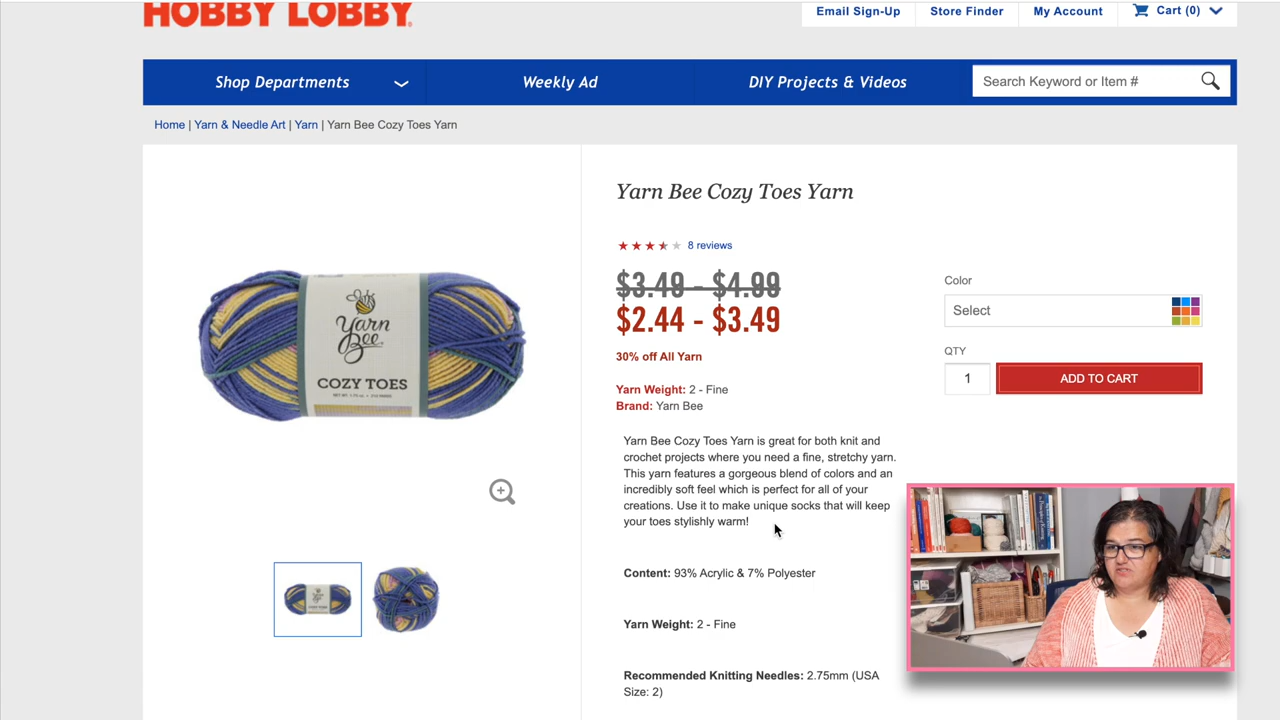 HOBBY LOBBY
Email Sign-Up
Store Finder
My Account
Cart (0)
Shop Departments
Weekly Ad
DIY Projects & Videos
Search Keyword or Item #
Home | Yarn & Needle Art | Yarn | Yarn Bee Cozy Toes Yarn
Yarn Bee Cozy Toes Yarn
8 reviews
$3.49 - $4.99
$2.44 - $3.49
30% off All Yarn
Yarn Weight: 2 - Fine
Brand: Yarn Bee
Yarn Bee Cozy Toes Yarn is great for both knit and
crochet projects where you need a fine, stretchy yarn.
This yarn features a gorgeous blend of colors and an
incredibly soft feel which is perfect for all of your
creations. Use it to make unique socks that will keep
your toes stylishly warm!
Content: 93% Acrylic & 7% Polyester
Yarn Weight: 2 - Fine
Recommended Knitting Needles: 2.75mm (USA
Size: 2)
Color
Select
QTY
1
ADD TO CART
Yarn
Bee
COZY TOES